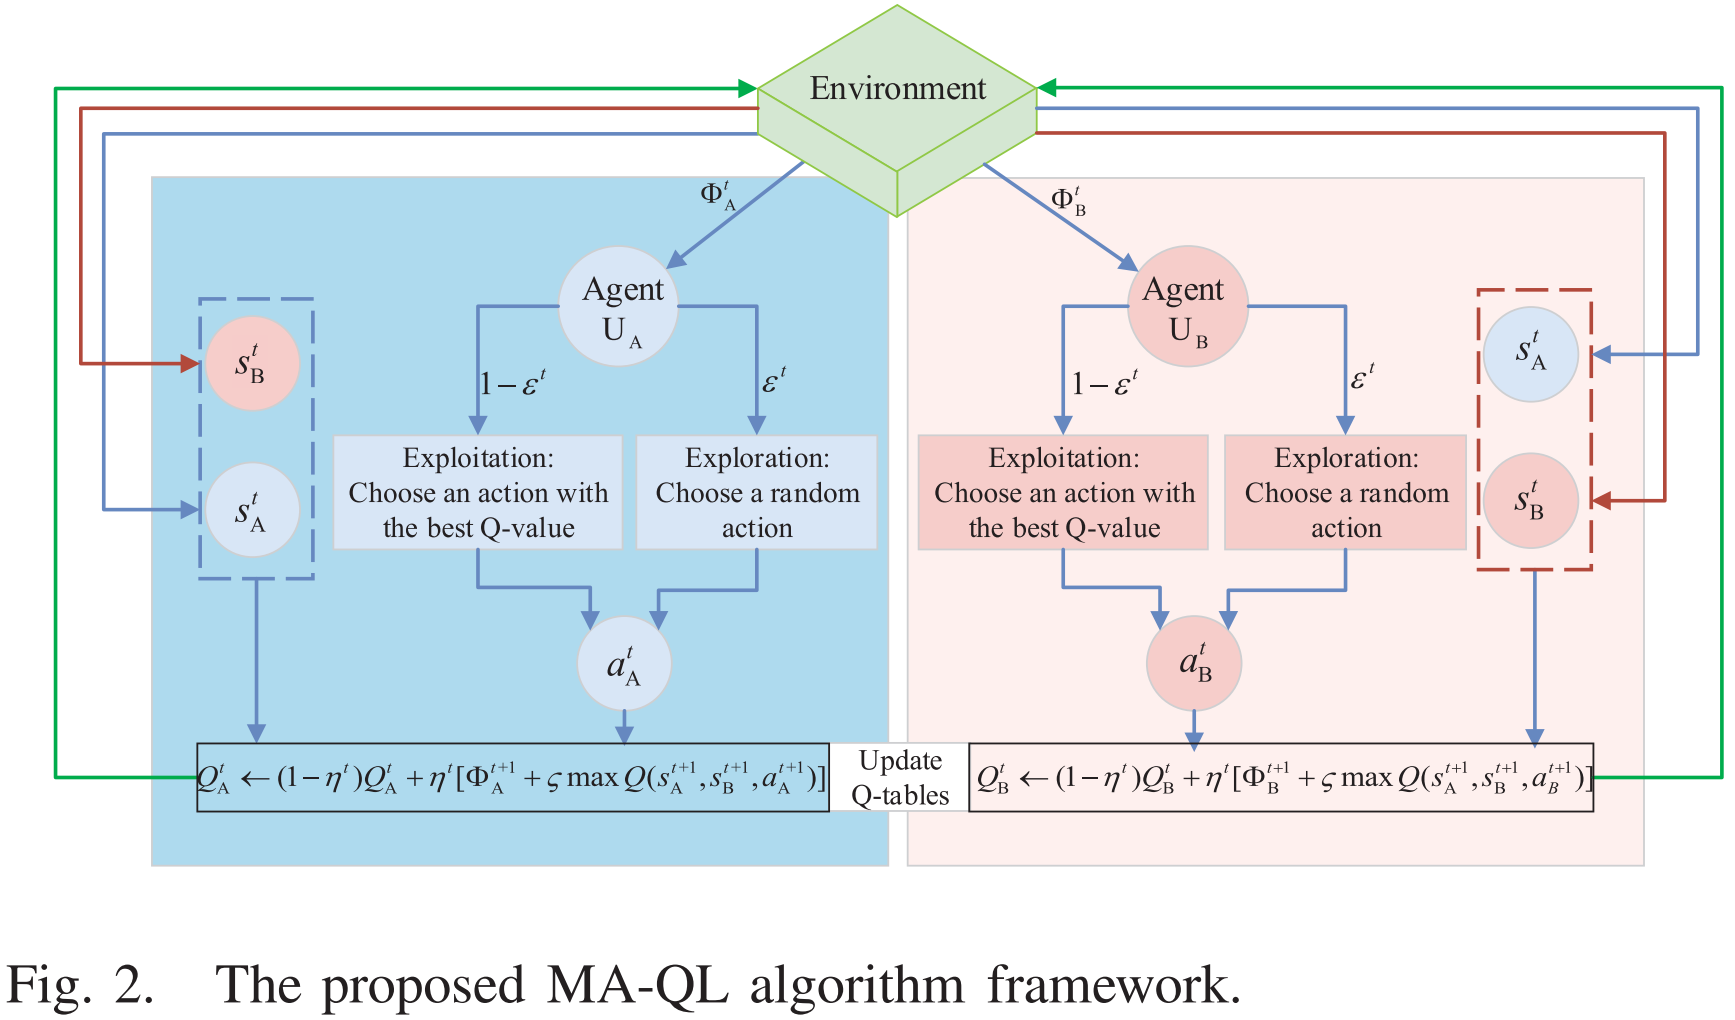 Environment
Φ_A^t
Φ_B^t
Agent
U_A
Agent
U_B
1 − ε^t
ε^t
1 − ε^t
ε^t
s_B^t
s_A^t
s_A^t
s_B^t
Exploitation:
Choose an action with
the best Q-value
Exploration:
Choose a random
action
Exploitation:
Choose an action with
the best Q-value
Exploration:
Choose a random
action
a_A^t
a_B^t
Q_A^t ← (1 − η^t)Q_A^t + η^t[Φ_A^{t+1} + ς max Q(s_A^{t+1}, s_B^{t+1}, a_A^{t+1})]
Update
Q-tables
Q_B^t ← (1 − η^t)Q_B^t + η^t[Φ_B^{t+1} + ς max Q(s_A^{t+1}, s_B^{t+1}, a_B^{t+1})]
Fig. 2. The proposed MA-QL algorithm framework.